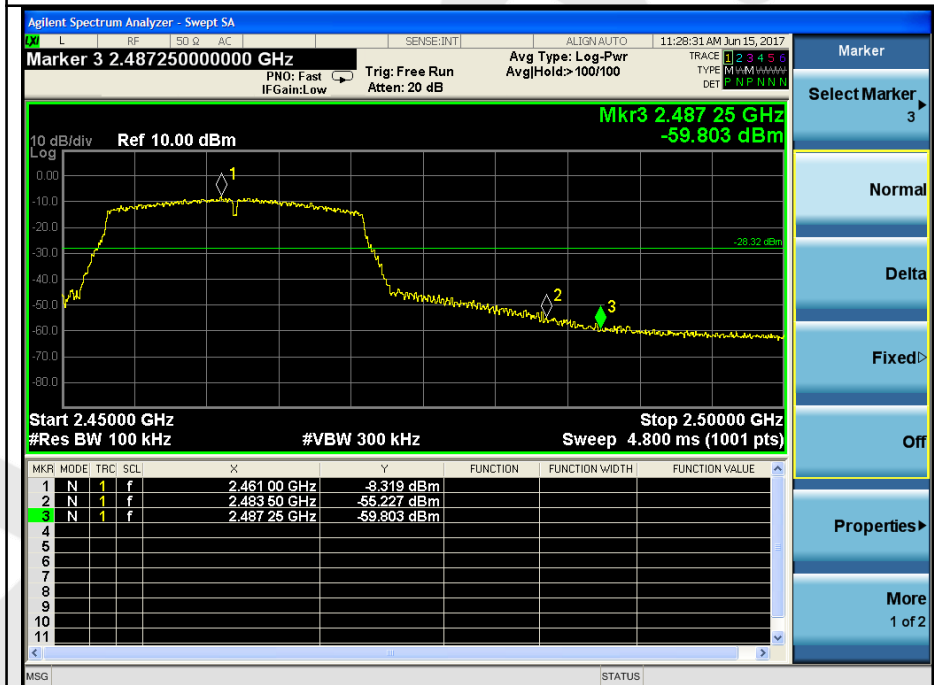 Agilent Spectrum Analyzer - Swept SA
LXI L RF 50 Ω AC SENSE:INT ALIGN AUTO 11:28:31 AM Jun 15, 2017
Marker 3 2.487250000000 GHz
PNO: Fast
IFGain:Low
Trig: Free Run
Atten: 20 dB
Avg Type: Log-Pwr
Avg|Hold:>100/100
TRACE 1 2 3 4 5 6
TYPE
DET P N P N N N
Mkr3 2.487 25 GHz
-59.803 dBm
10 dB/div Ref 10.00 dBm
Log
0.00
-10.0
-20.0
-30.0
-40.0
-50.0
-60.0
-70.0
-80.0
1
2
3
-28.32 dBm
Start 2.45000 GHz Stop 2.50000 GHz
#Res BW 100 kHz #VBW 300 kHz Sweep 4.800 ms (1001 pts)
MKR MODE TRC SCL X Y FUNCTION FUNCTION WIDTH FUNCTION VALUE
1 N 1 f 2.461 00 GHz -8.319 dBm
2 N 1 f 2.483 50 GHz -55.227 dBm
3 N 1 f 2.487 25 GHz -59.803 dBm
4
5
6
7
8
9
10
11
MSG STATUS
Marker
Select Marker
3
Normal
Delta
Fixed
Off
Properties
More
1 of 2